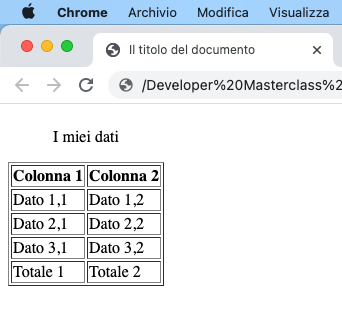 Chrome Archivio Modifica Visualizza
Il titolo del documento
/Developer%20Masterclass%2
I miei dati
Colonna 1 Colonna 2
Dato 1,1 Dato 1,2
Dato 2,1 Dato 2,2
Dato 3,1 Dato 3,2
Totale 1 Totale 2